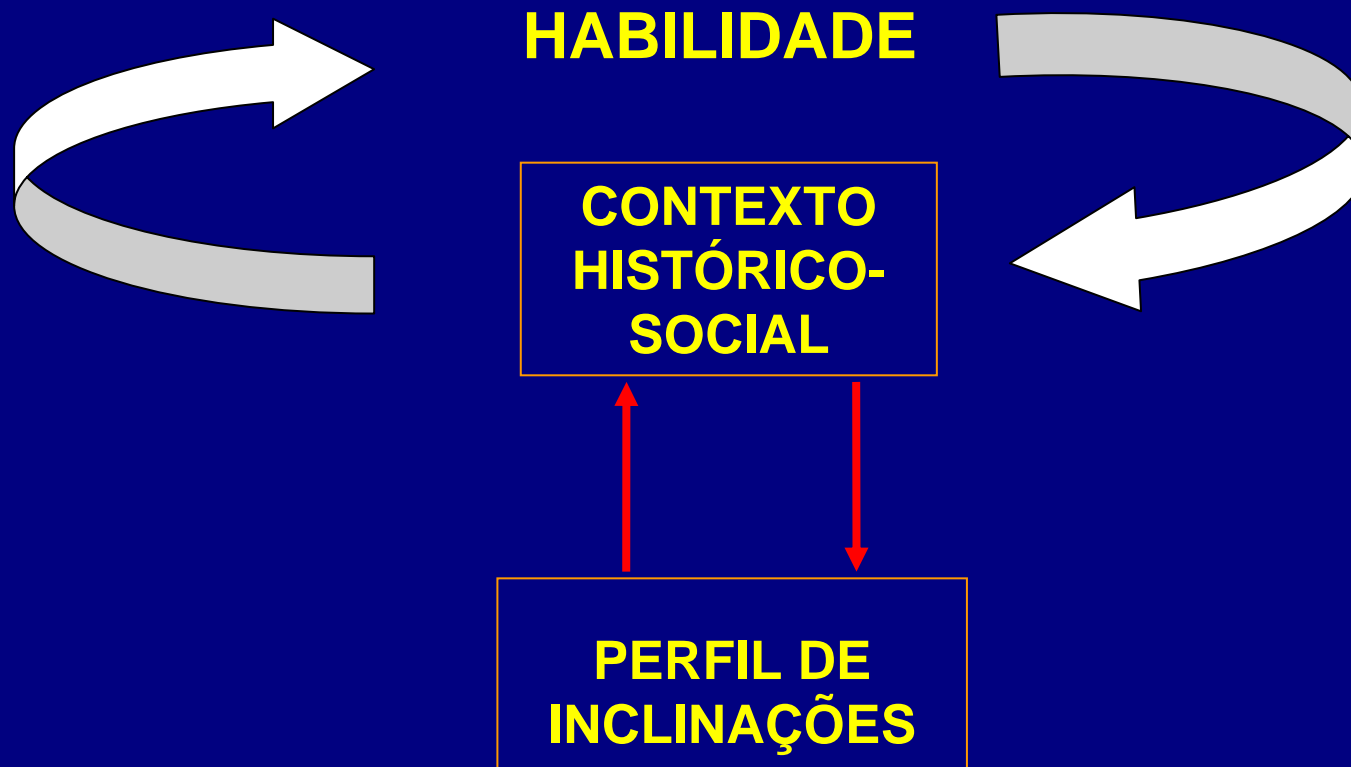 HABILIDADE
CONTEXTO
HISTÓRICO-
SOCIAL
PERFIL DE
INCLINAÇÕES